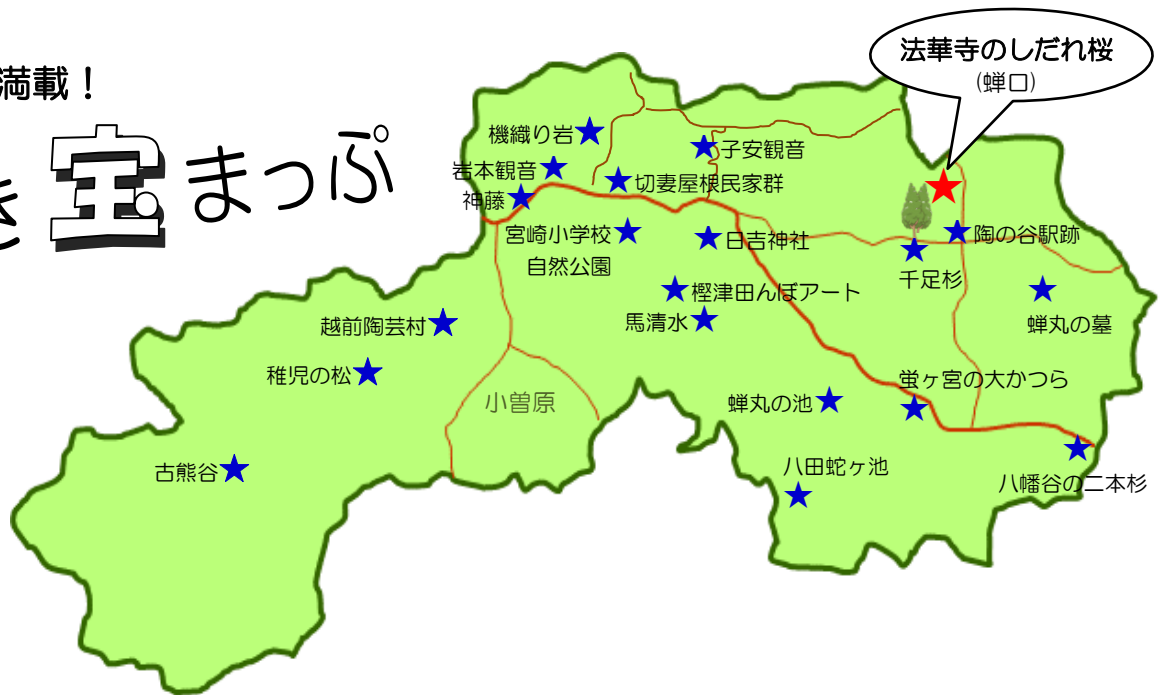 満載！
き宝まっぷ
法華寺のしだれ桜
(蝉口)
機織り岩
子安観音
岩本観音
切妻屋根民家群
神藤
宮崎小学校
自然公園
日吉神社
陶の谷駅跡
千足杉
樫津田んぼアート
馬清水
蝉丸の墓
越前陶芸村
稚児の松
小曽原
蛍ヶ宮の大かつら
蝉丸の池
八田蛇ヶ池
古熊谷
八幡谷の二本杉